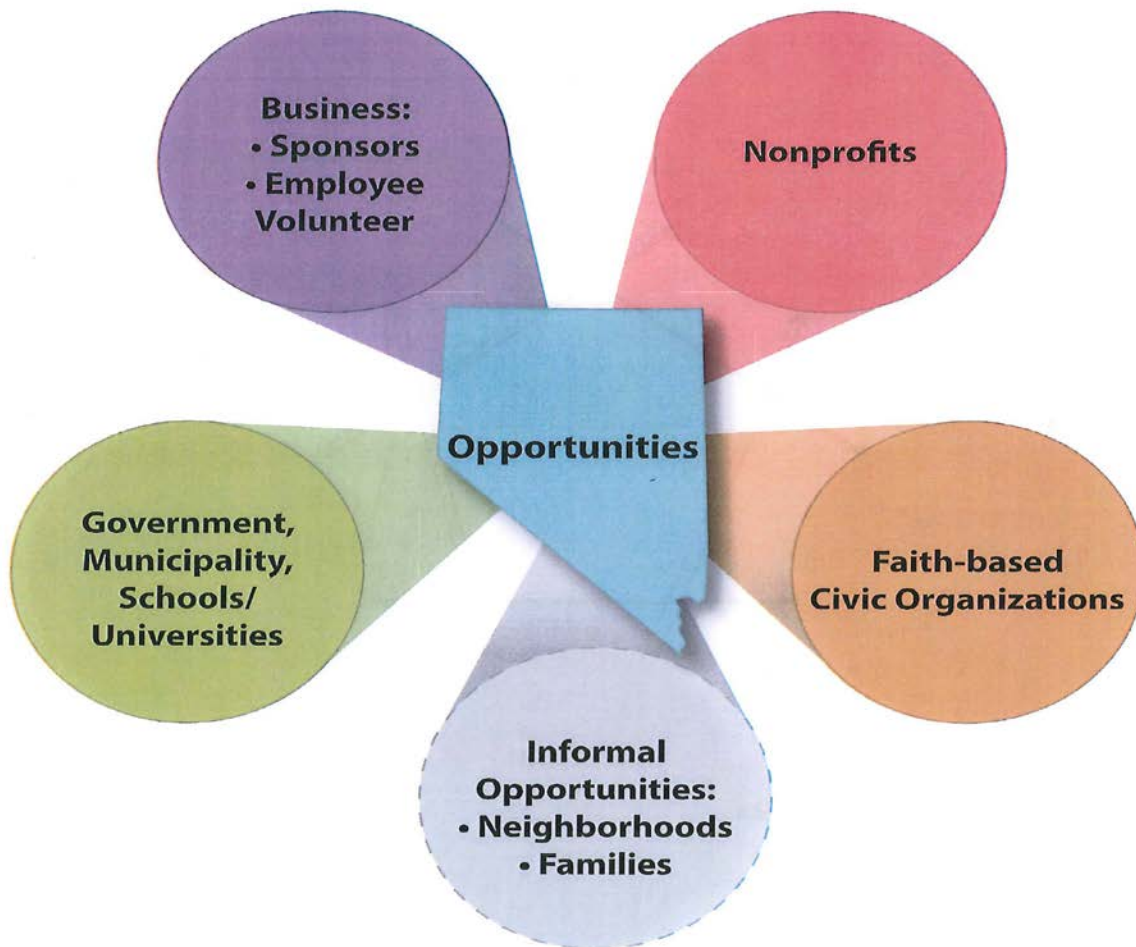 Business:
• Sponsors
• Employee
Volunteer
Nonprofits
Opportunities
Government,
Municipality,
Schools/
Universities
Faith-based
Civic Organizations
Informal
Opportunities:
• Neighborhoods
• Families